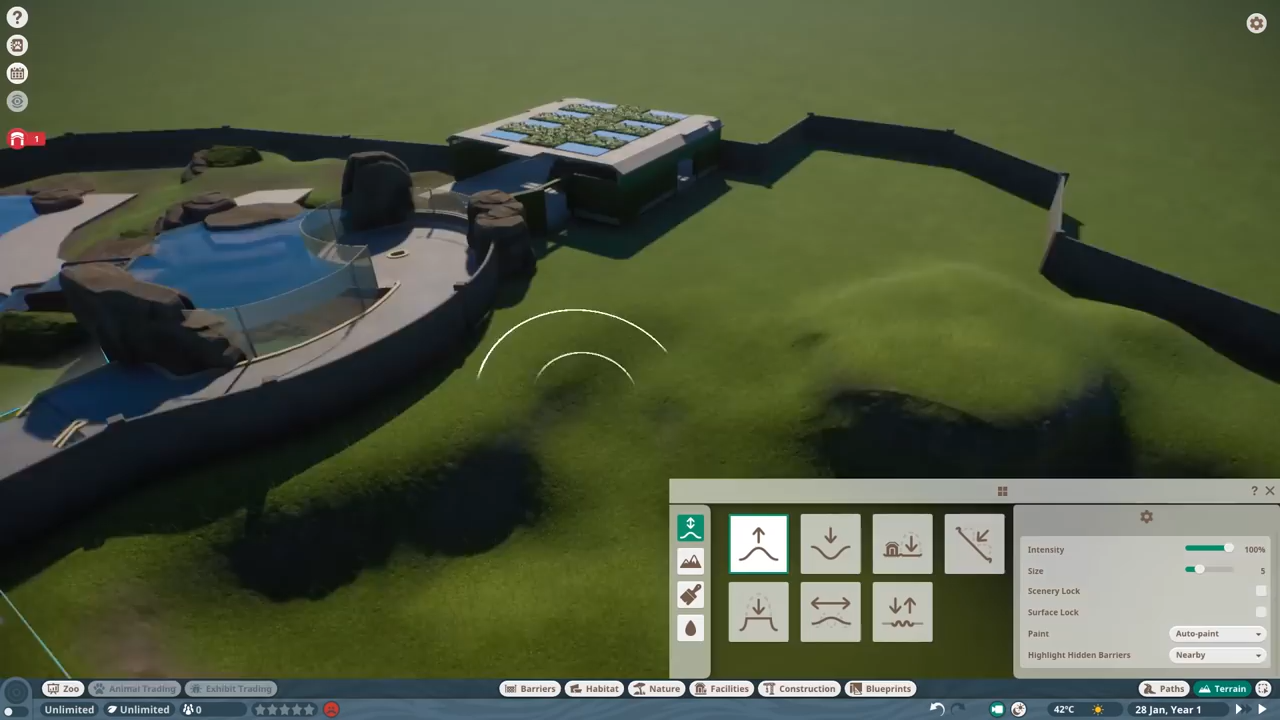 ?
1
? ×
Intensity 100%
Size 5
Scenery Lock
Surface Lock
Paint Auto-paint
Highlight Hidden Barriers Nearby
Zoo Animal Trading Exhibit Trading Barriers Habitat Nature Facilities Construction Blueprints Paths Terrain
Unlimited Unlimited 0 42°C 28 Jan, Year 1